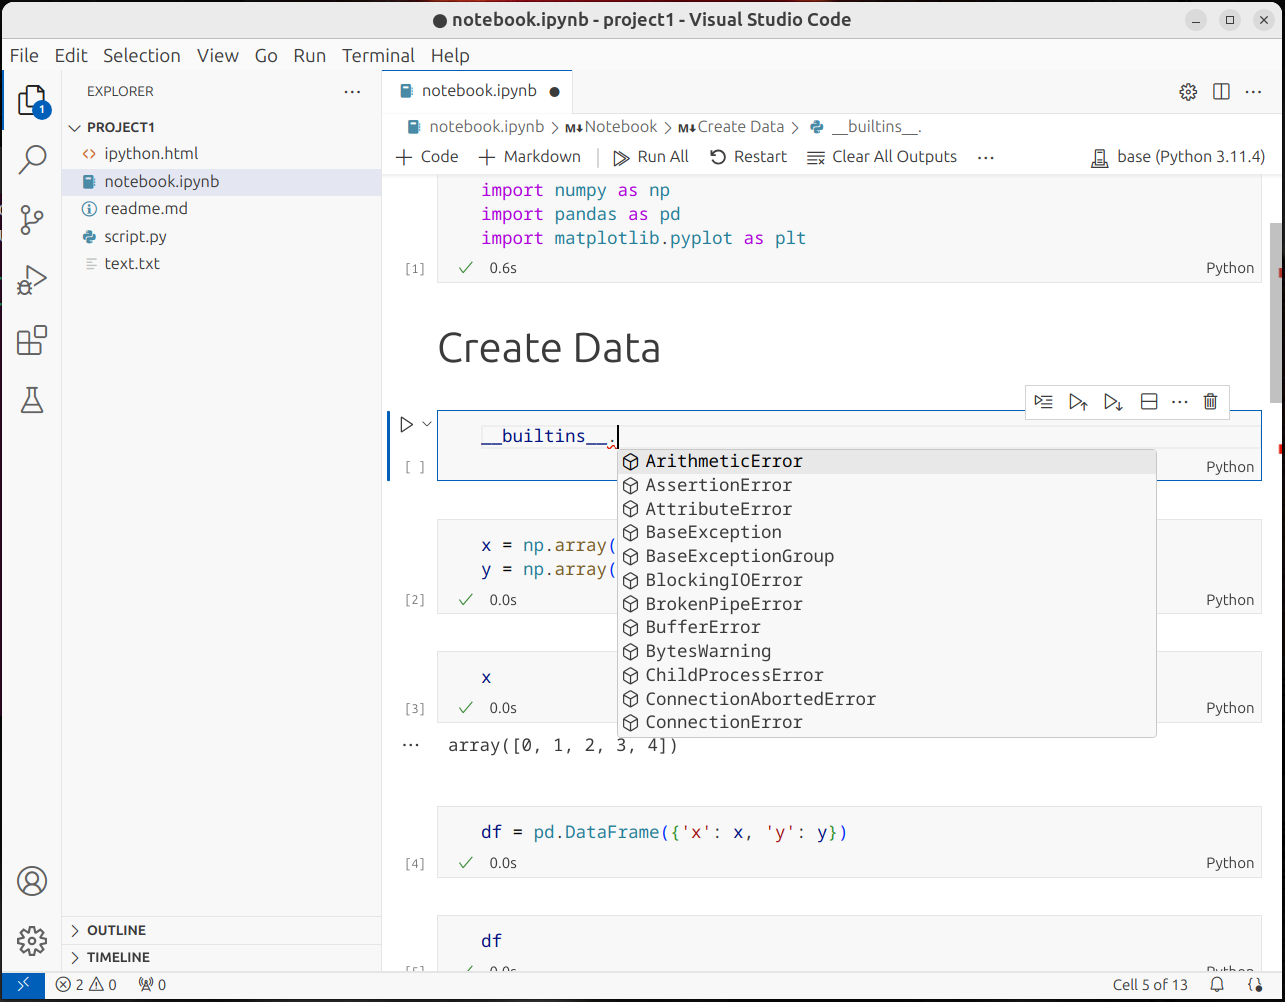 notebook.ipynb - project1 - Visual Studio Code
File Edit Selection View Go Run Terminal Help
EXPLORER
1
PROJECT1
ipython.html
notebook.ipynb
readme.md
script.py
text.txt
OUTLINE
TIMELINE
notebook.ipynb
notebook.ipynb > M↓Notebook > M↓Create Data > __builtins__.
+ Code + Markdown Run All Restart Clear All Outputs ... base (Python 3.11.4)
import numpy as np
import pandas as pd
import matplotlib.pyplot as plt
[1] 0.6s Python
Create Data
__builtins__.
[ ] Python
ArithmeticError
AssertionError
AttributeError
BaseException
BaseExceptionGroup
BlockingIOError
BrokenPipeError
BufferError
BytesWarning
ChildProcessError
ConnectionAbortedError
ConnectionError
x = np.array(
y = np.array(
[2] 0.0s Python
x
[3] 0.0s Python
... array([0, 1, 2, 3, 4])
df = pd.DataFrame({'x': x, 'y': y})
[4] 0.0s Python
df
[5] 0.0s Python
2 0 0 Cell 5 of 13